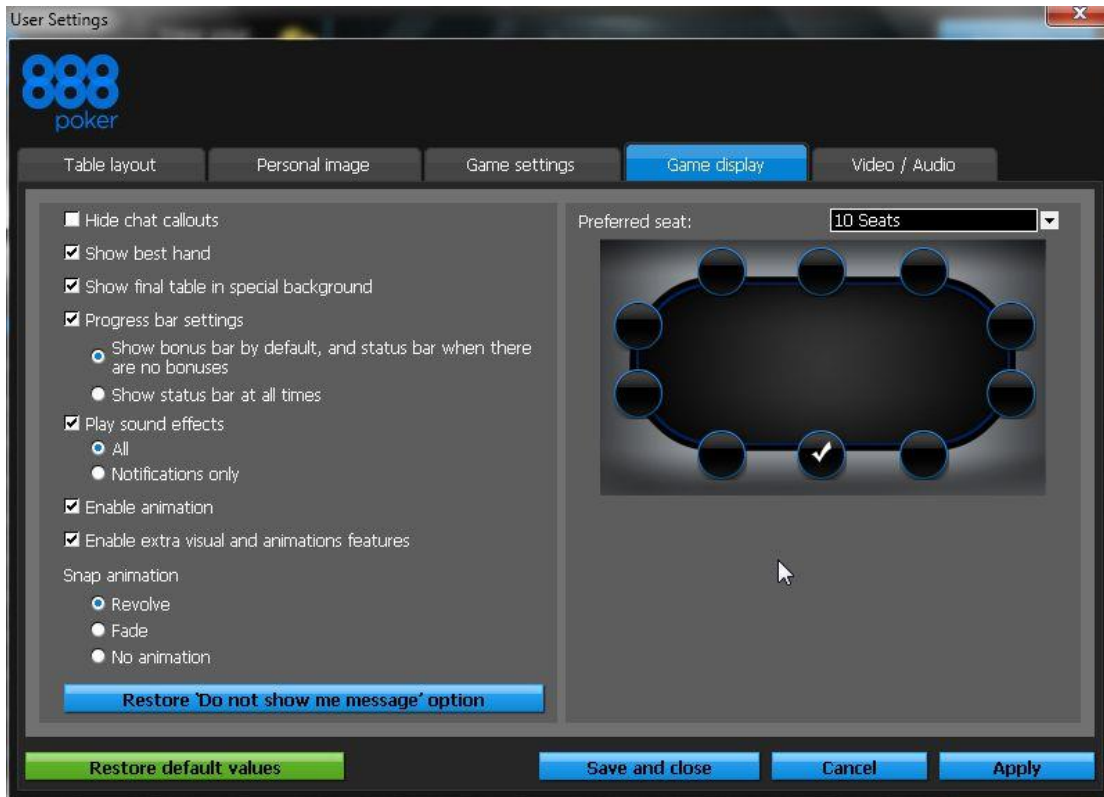 User Settings
888
poker
Table layout
Personal image
Game settings
Game display
Video / Audio
Hide chat callouts
Show best hand
Show final table in special background
Progress bar settings
Show bonus bar by default, and status bar when there
are no bonuses
Show status bar at all times
Play sound effects
All
Notifications only
Enable animation
Enable extra visual and animations features
Snap animation
Revolve
Fade
No animation
Restore 'Do not show me message' option
Preferred seat:
10 Seats
Restore default values
Save and close
Cancel
Apply